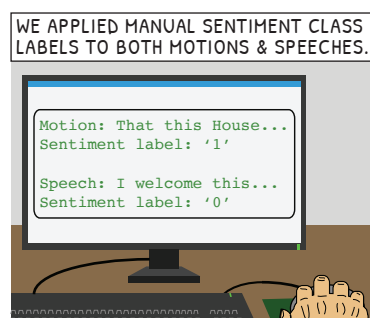 WE APPLIED MANUAL SENTIMENT CLASS
LABELS TO BOTH MOTIONS & SPEECHES.
Motion: That this House...
Sentiment label: ‘1’
Speech: I welcome this...
Sentiment label: ‘0’